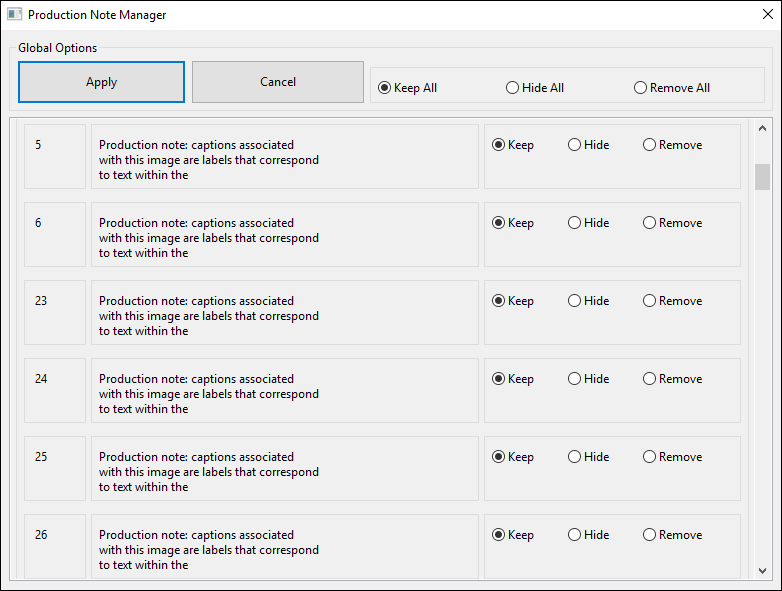 Production Note Manager
Global Options
Apply
Cancel
Keep All
Hide All
Remove All
5
Production note: captions associated
with this image are labels that correspond
to text within the
Keep
Hide
Remove
6
Production note: captions associated
with this image are labels that correspond
to text within the
Keep
Hide
Remove
23
Production note: captions associated
with this image are labels that correspond
to text within the
Keep
Hide
Remove
24
Production note: captions associated
with this image are labels that correspond
to text within the
Keep
Hide
Remove
25
Production note: captions associated
with this image are labels that correspond
to text within the
Keep
Hide
Remove
26
Production note: captions associated
with this image are labels that correspond
to text within the
Keep
Hide
Remove